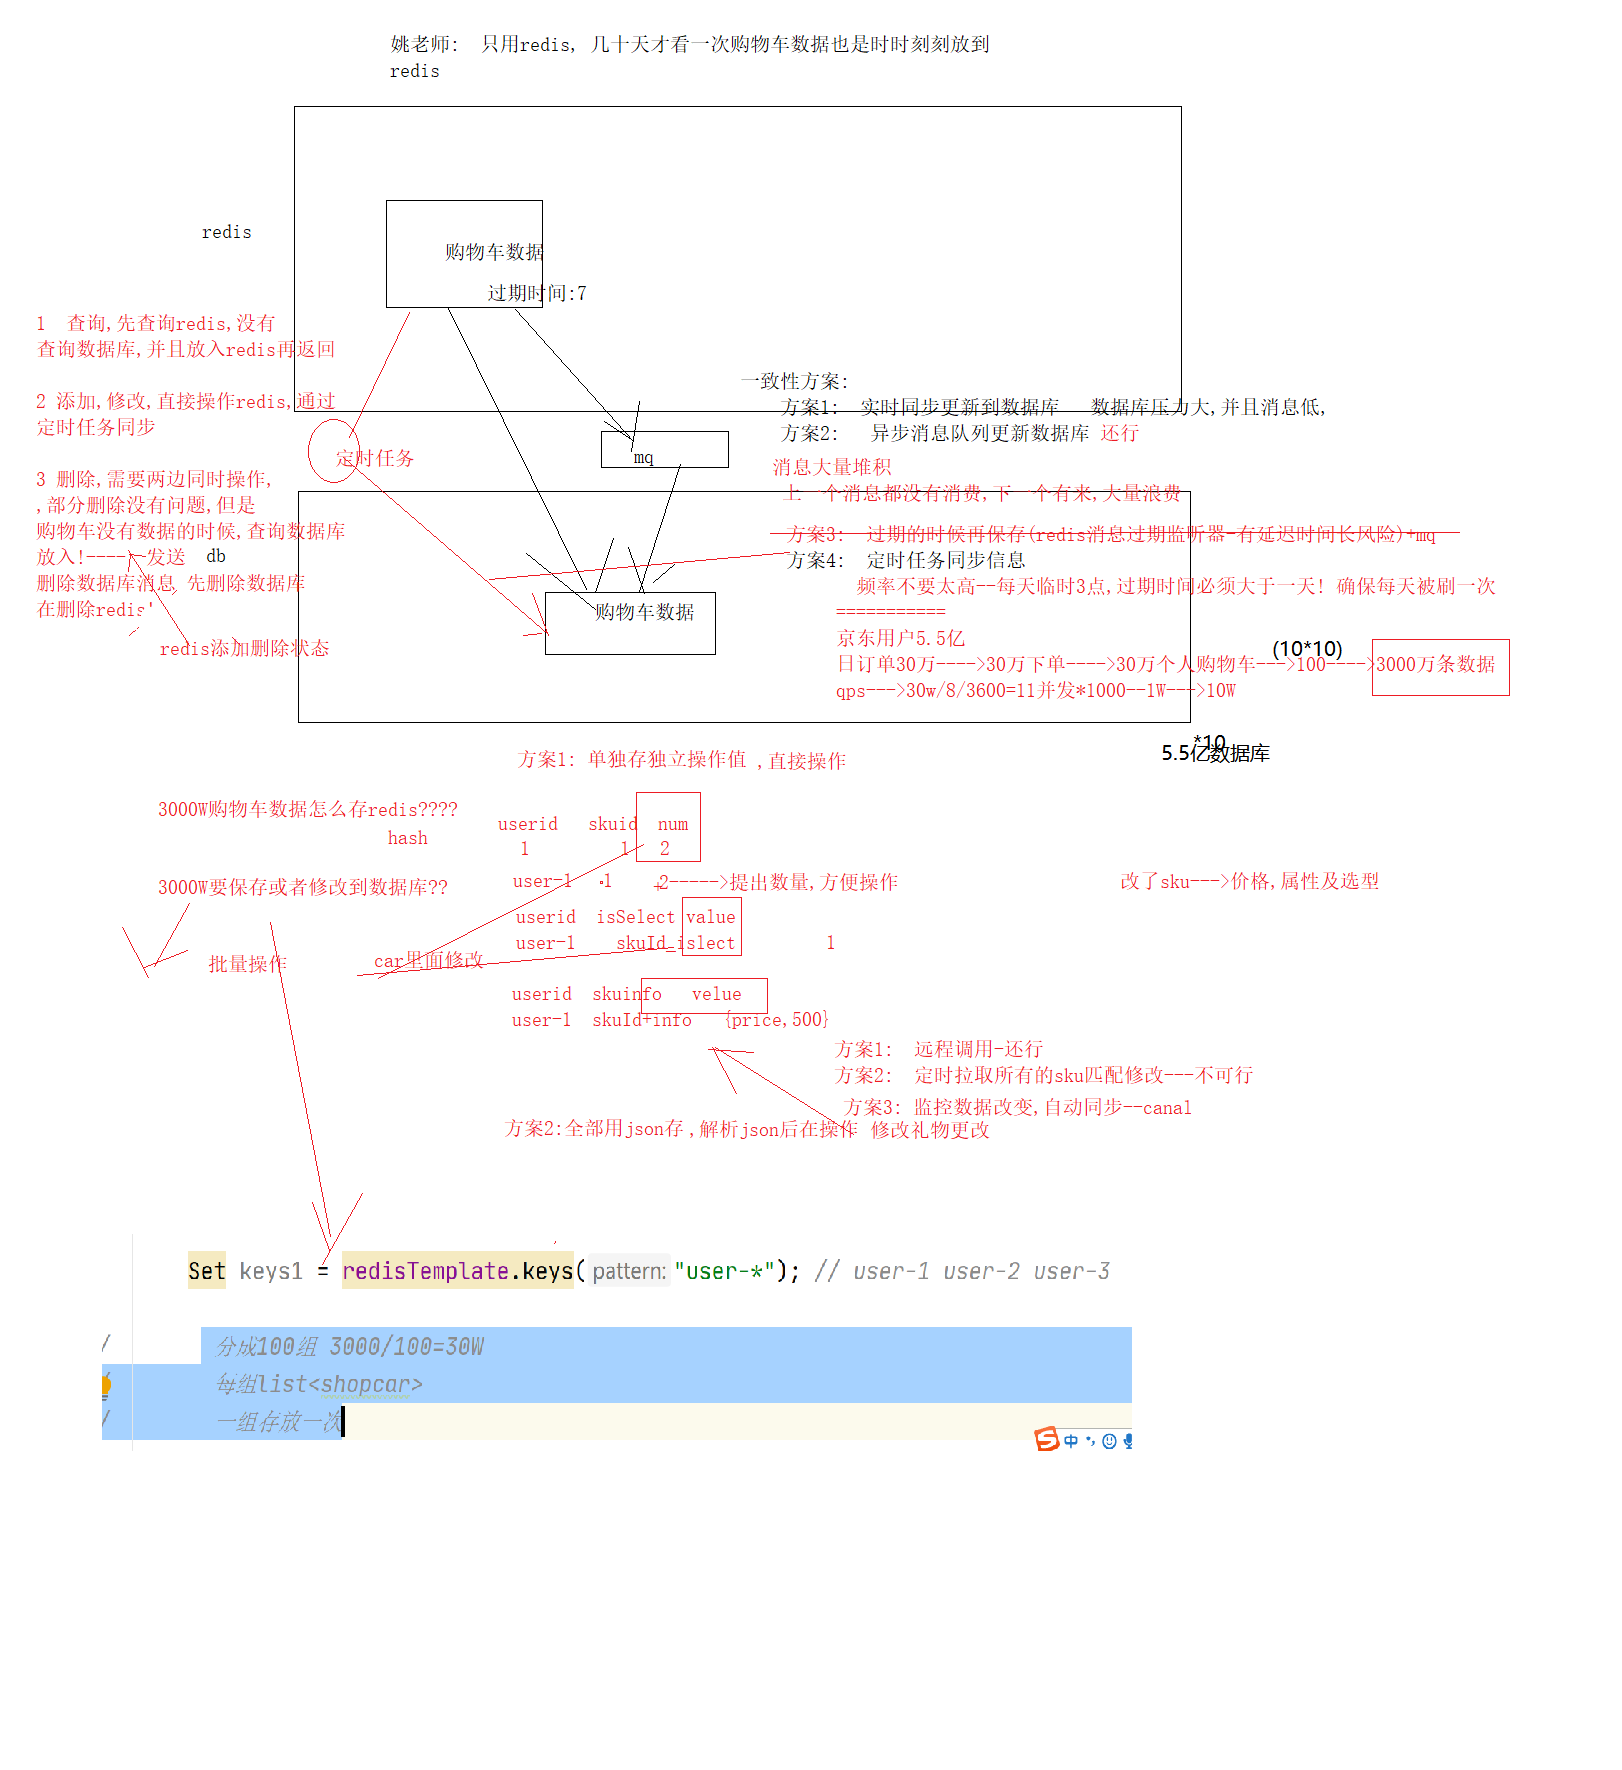 姚老师:  只用redis, 几十天才看一次购物车数据也是时时刻刻放到
redis
redis
购物车数据
过期时间:7
1  查询,先查询redis,没有
查询数据库,并且放入redis再返回
2 添加,修改,直接操作redis,通过
定时任务同步
3 删除,需要两边同时操作,
,部分删除没有问题,但是
购物车没有数据的时候,查询数据库
放入!------发送  db
删除数据库消息 先删除数据库
在删除redis'
redis添加删除状态
定时任务
mq
购物车数据
一致性方案:
方案1:  实时同步更新到数据库   数据库压力大,并且消息低,
方案2:  异步消息队列更新数据库 还行
消息大量堆积
上一个消息都没有消费,下一个有来,大量浪费
方案3:  过期的时候再保存(redis消息过期监听器-有延迟时间长风险)+mq
方案4:  定时任务同步信息
频率不要太高--每天临时3点,过期时间必须大于一天! 确保每天被刷一次
===========
京东用户5.5亿
(10*10)
日订单30万---->30万下单---->30万个人购物车--->100---->3000万条数据
qps--->30w/8/3600=11并发*1000--1W--->10W
*10
5.5亿数据库
方案1: 单独存独立操作值 ,直接操作
3000W购物车数据怎么存redis????
hash
userid   skuid  num
1   1   2
3000W要保存或者修改到数据库??
user-1   1   2----->提出数量,方便操作
改了sku--->价格,属性及选型
userid  isSelect value
user-1    skuId_islect         1
批量操作
car里面修改
userid  skuinfo   velue
user-1  skuId+info   {price,500}
方案1:  远程调用-还行
方案2:  定时拉取所有的sku匹配修改---不可行
方案3: 监控数据改变,自动同步--canal
方案2:全部用json存,解析json后在操作 修改礼物更改
Set keys1 = redisTemplate.keys( pattern: "user-*"); // user-1 user-2 user-3
分成100组 3000/100=30W
每组list<shopcar>
一组存放一次
中